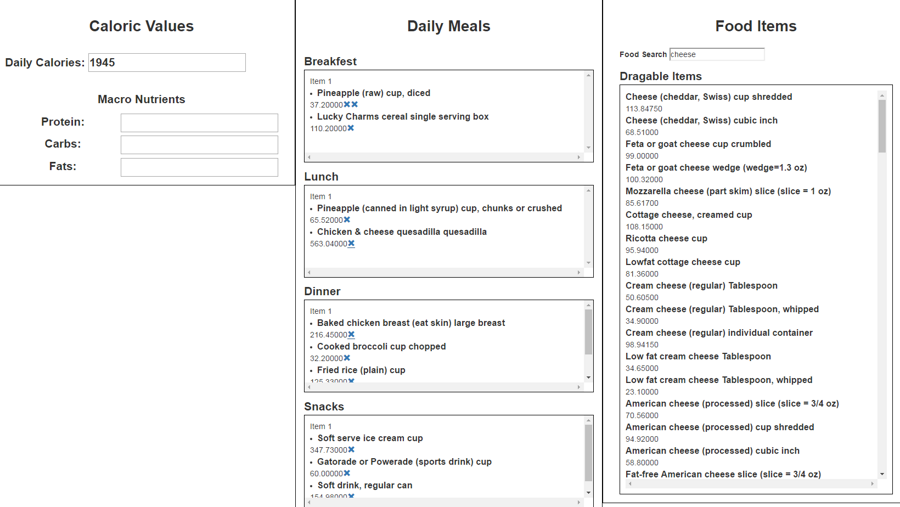 Caloric Values
Daily Calories: 1945
Macro Nutrients
Protein:
Carbs:
Fats:
Daily Meals
Breakfest
Item 1
• Pineapple (raw) cup, diced
37.20000✖✖
• Lucky Charms cereal single serving box
110.20000✖
Lunch
Item 1
• Pineapple (canned in light syrup) cup, chunks or crushed
65.52000✖
• Chicken & cheese quesadilla quesadilla
563.04000✖
Dinner
Item 1
• Baked chicken breast (eat skin) large breast
216.45000✖
• Cooked broccoli cup chopped
32.20000✖
• Fried rice (plain) cup
125.33000✖
Snacks
Item 1
• Soft serve ice cream cup
347.73000✖
• Gatorade or Powerade (sports drink) cup
60.00000✖
• Soft drink, regular can
154.98000✖
Food Items
Food Search cheese
Dragable Items
Cheese (cheddar, Swiss) cup shredded
113.84750
Cheese (cheddar, Swiss) cubic inch
68.51000
Feta or goat cheese cup crumbled
99.00000
Feta or goat cheese wedge (wedge=1.3 oz)
100.32000
Mozzarella cheese (part skim) slice (slice = 1 oz)
85.61700
Cottage cheese, creamed cup
108.15000
Ricotta cheese cup
95.94000
Lowfat cottage cheese cup
81.36000
Cream cheese (regular) Tablespoon
50.60500
Cream cheese (regular) Tablespoon, whipped
34.90000
Cream cheese (regular) individual container
98.94150
Low fat cream cheese Tablespoon
34.65000
Low fat cream cheese Tablespoon, whipped
23.10000
American cheese (processed) slice (slice = 3/4 oz)
70.56000
American cheese (processed) cup shredded
94.92000
American cheese (processed) cubic inch
58.80000
Fat-free American cheese slice (slice = 3/4 oz)